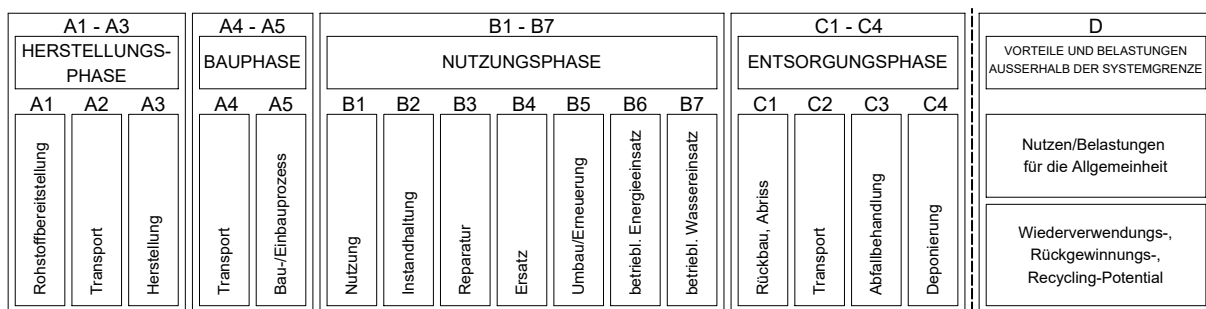 A1 - A3
HERSTELLUNGS-
PHASE
A1
A2
A3
Rohstoffbereitstellung
Transport
Herstellung
A4 - A5
BAUPHASE
A4
A5
Transport
Bau-/Einbauprozess
B1 - B7
NUTZUNGSPHASE
B1
B2
B3
B4
B5
B6
B7
Nutzung
Instandhaltung
Reparatur
Ersatz
Umbau/Erneuerung
betriebl. Energieeinsatz
betriebl. Wassereinsatz
C1 - C4
ENTSORGUNGSPHASE
C1
C2
C3
C4
Rückbau, Abriss
Transport
Abfallbehandlung
Deponierung
D
VORTEILE UND BELASTUNGEN
AUSSERHALB DER SYSTEMGRENZE
Nutzen/Belastungen
für die Allgemeinheit
Wiederverwendungs-,
Rückgewinnungs-,
Recycling-Potential